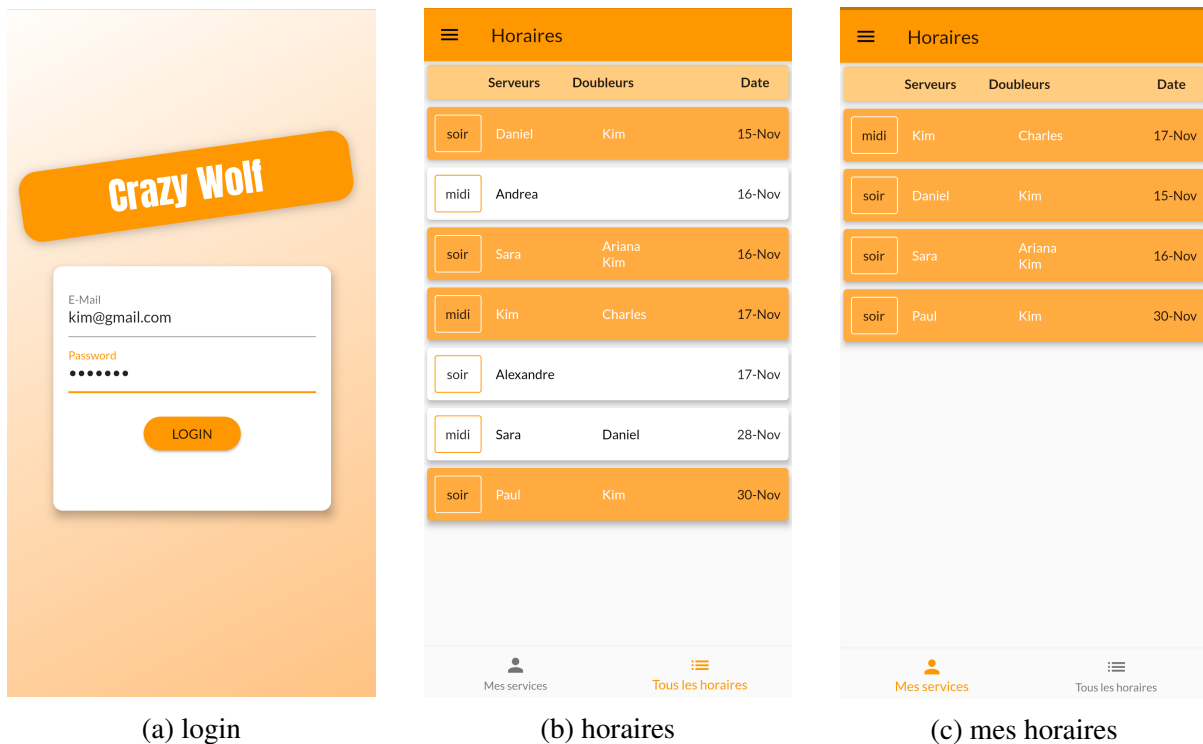 Crazy Wolf
E-Mail
kim@gmail.com
Password
•••••••
LOGIN
(a) login
Horaires
Serveurs Doubleurs Date
soir Daniel Kim 15-Nov
midi Andrea 16-Nov
soir Sara Ariana Kim 16-Nov
midi Kim Charles 17-Nov
soir Alexandre 17-Nov
midi Sara Daniel 28-Nov
soir Paul Kim 30-Nov
Mes services Tous les horaires
(b) horaires
Horaires
Serveurs Doubleurs Date
midi Kim Charles 17-Nov
soir Daniel Kim 15-Nov
soir Sara Ariana Kim 16-Nov
soir Paul Kim 30-Nov
Mes services Tous les horaires
(c) mes horaires